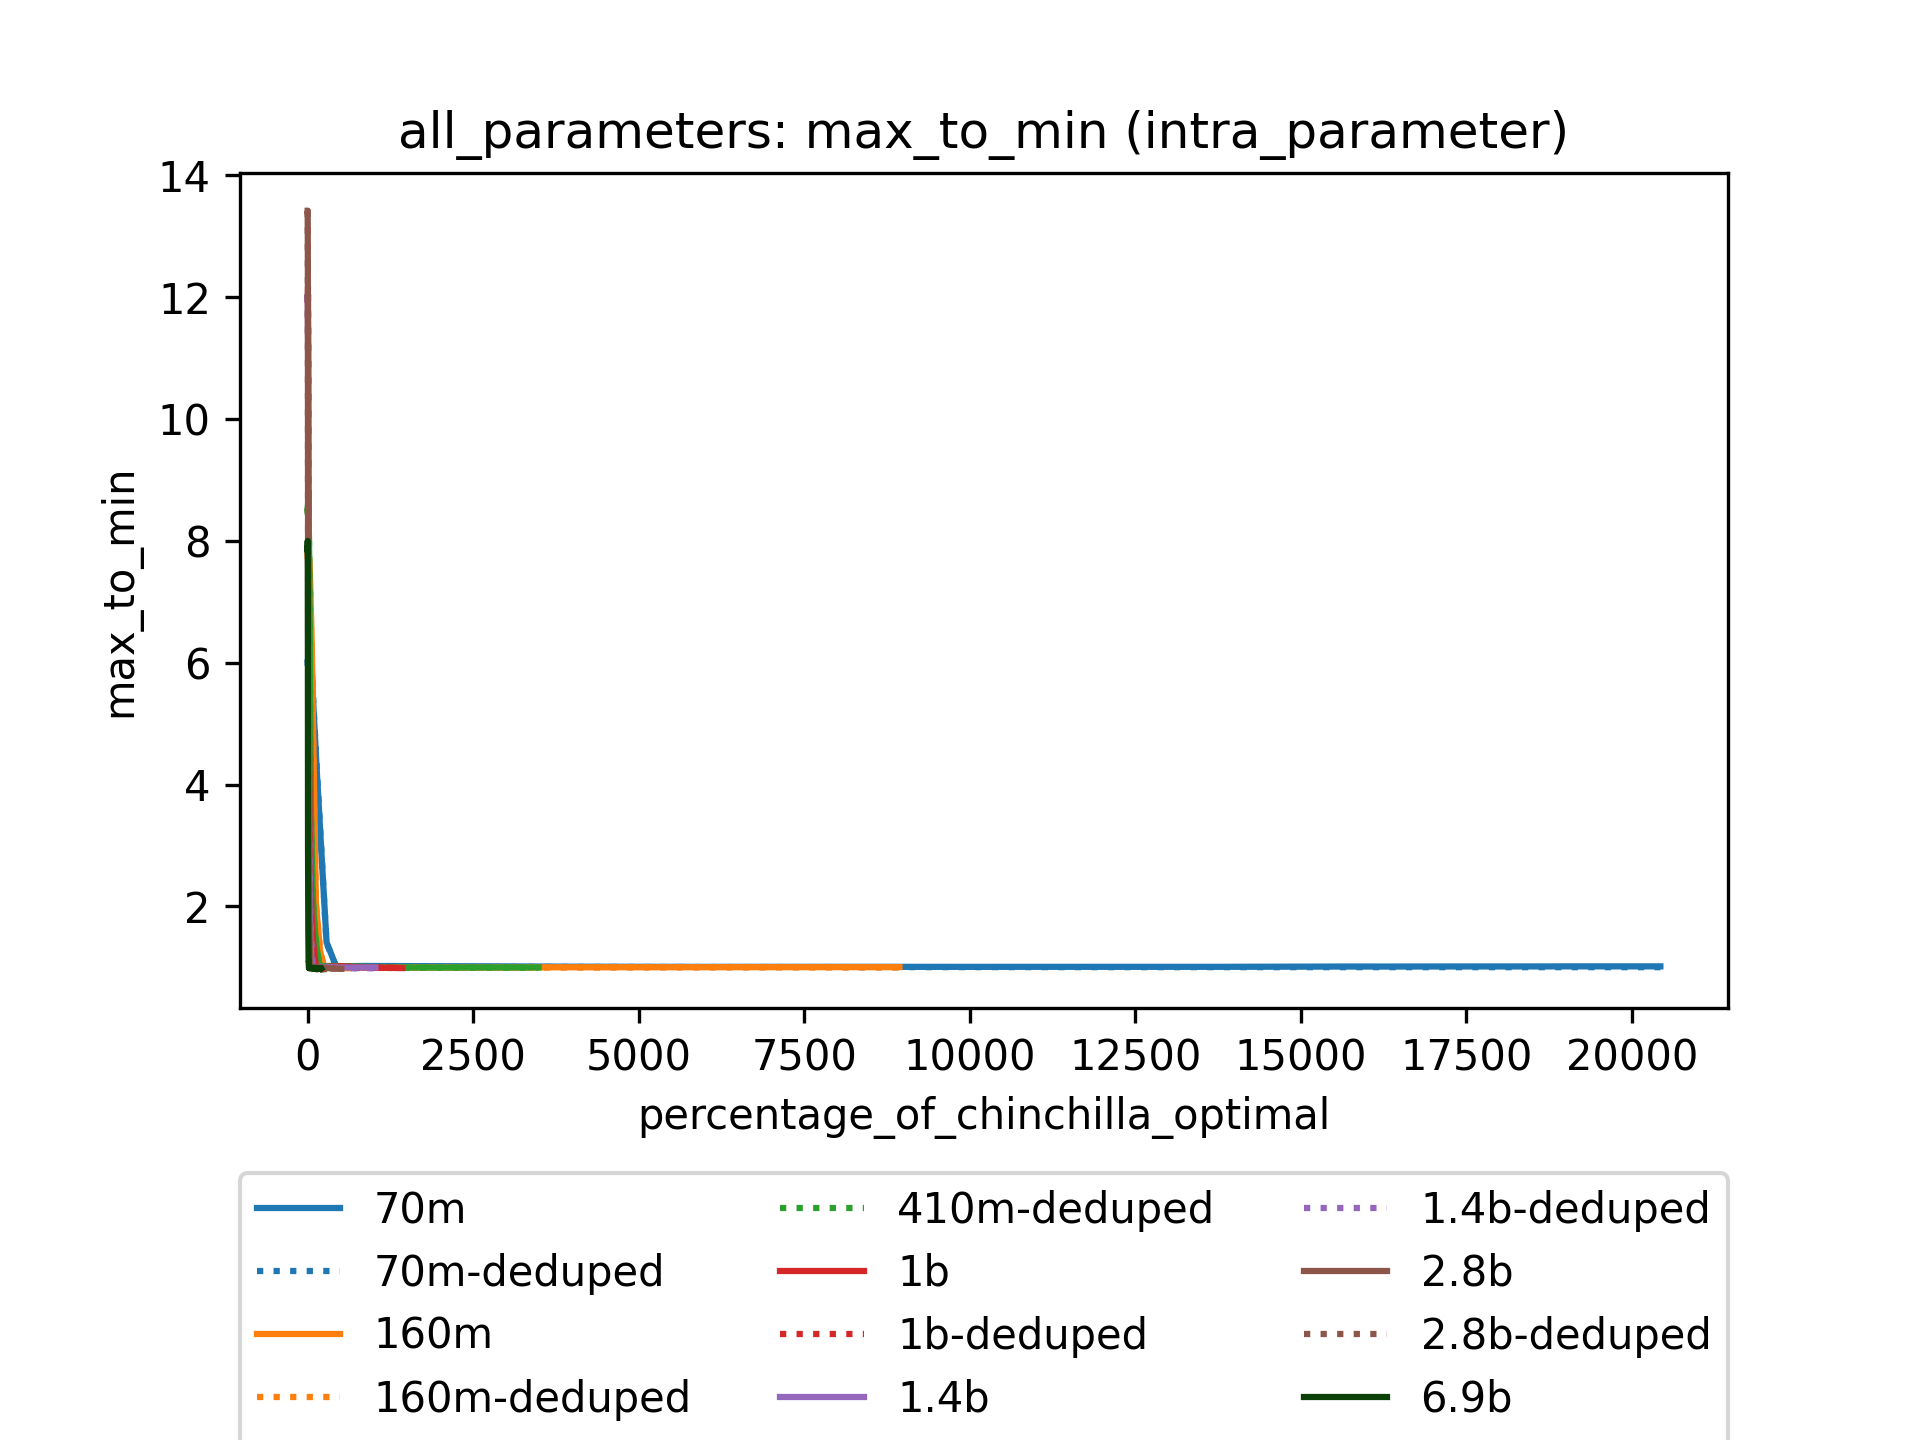 all_parameters: max_to_min (intra_parameter)
14
12
10
8
6
4
2
max_to_min
0 2500 5000 7500 10000 12500 15000 17500 20000
percentage_of_chinchilla_optimal
70m
70m-deduped
160m
160m-deduped
410m-deduped
1b
1b-deduped
1.4b
1.4b-deduped
2.8b
2.8b-deduped
6.9b